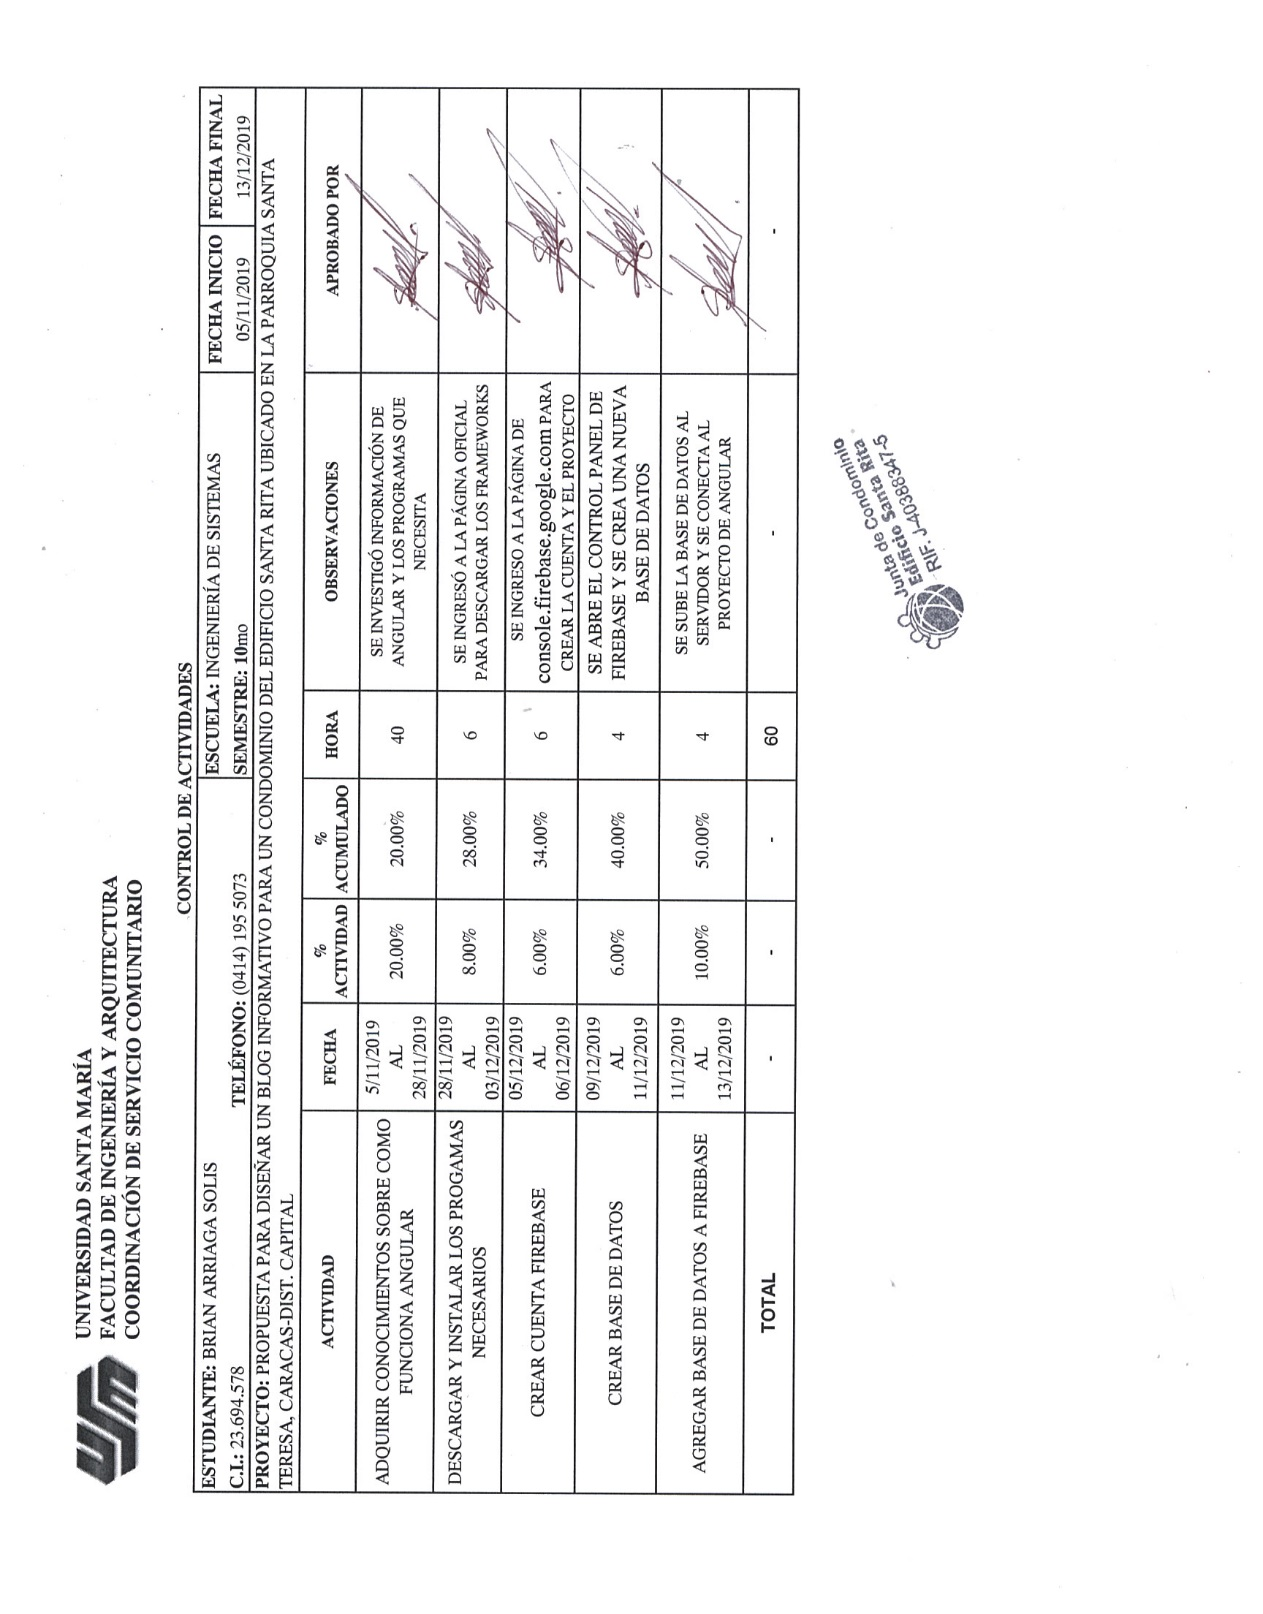 UNIVERSIDAD SANTA MARÍA
FACULTAD DE INGENIERÍA Y ARQUITECTURA
COORDINACIÓN DE SERVICIO COMUNITARIO
CONTROL DE ACTIVIDADES
ESTUDIANTE: BRIAN ARRIAGA SOLIS
C.I.: 23.694.578 TELÉFONO: (0414) 195 5073
ESCUELA: INGENIERÍA DE SISTEMAS
SEMESTRE: 10mo
FECHA INICIO
05/11/2019
FECHA FINAL
13/12/2019
PROYECTO: PROPUESTA PARA DISEÑAR UN BLOG INFORMATIVO PARA UN CONDOMINIO DEL EDIFICIO SANTA RITA UBICADO EN LA PARROQUIA SANTA
TERESA, CARACAS-DIST. CAPITAL
ACTIVIDAD
FECHA
%
ACTIVIDAD
%
ACUMULADO
HORA
OBSERVACIONES
APROBADO POR
ADQUIRIR CONOCIMIENTOS SOBRE COMO
FUNCIONA ANGULAR
5/11/2019
AL
28/11/2019
20.00%
20.00%
40
SE INVESTIGÓ INFORMACIÓN DE
ANGULAR Y LOS PROGRAMAS QUE
NECESITA
DESCARGAR Y INSTALAR LOS PROGAMAS
NECESARIOS
28/11/2019
AL
03/12/2019
8.00%
28.00%
6
SE INGRESÓ A LA PÁGINA OFICIAL
PARA DESCARGAR LOS FRAMEWORKS
CREAR CUENTA FIREBASE
05/12/2019
AL
06/12/2019
6.00%
34.00%
6
SE INGRESO A LA PÁGINA DE
console.firebase.google.com PARA
CREAR LA CUENTA Y EL PROYECTO
CREAR BASE DE DATOS
09/12/2019
AL
11/12/2019
6.00%
40.00%
4
SE ABRE EL CONTROL PANEL DE
FIREBASE Y SE CREA UNA NUEVA
BASE DE DATOS
AGREGAR BASE DE DATOS A FIREBASE
11/12/2019
AL
13/12/2019
10.00%
50.00%
4
SE SUBE LA BASE DE DATOS AL
SERVIDOR Y SE CONECTA AL
PROYECTO DE ANGULAR
TOTAL
-
-
-
60
-
-
Junta de Condominio
Edificio Santa Rita
RIF. J-40388347-5